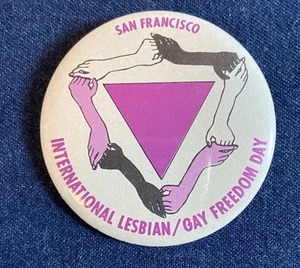 SAN FRANCISCO
INTERNATIONAL LESBIAN/GAY FREEDOM DAY